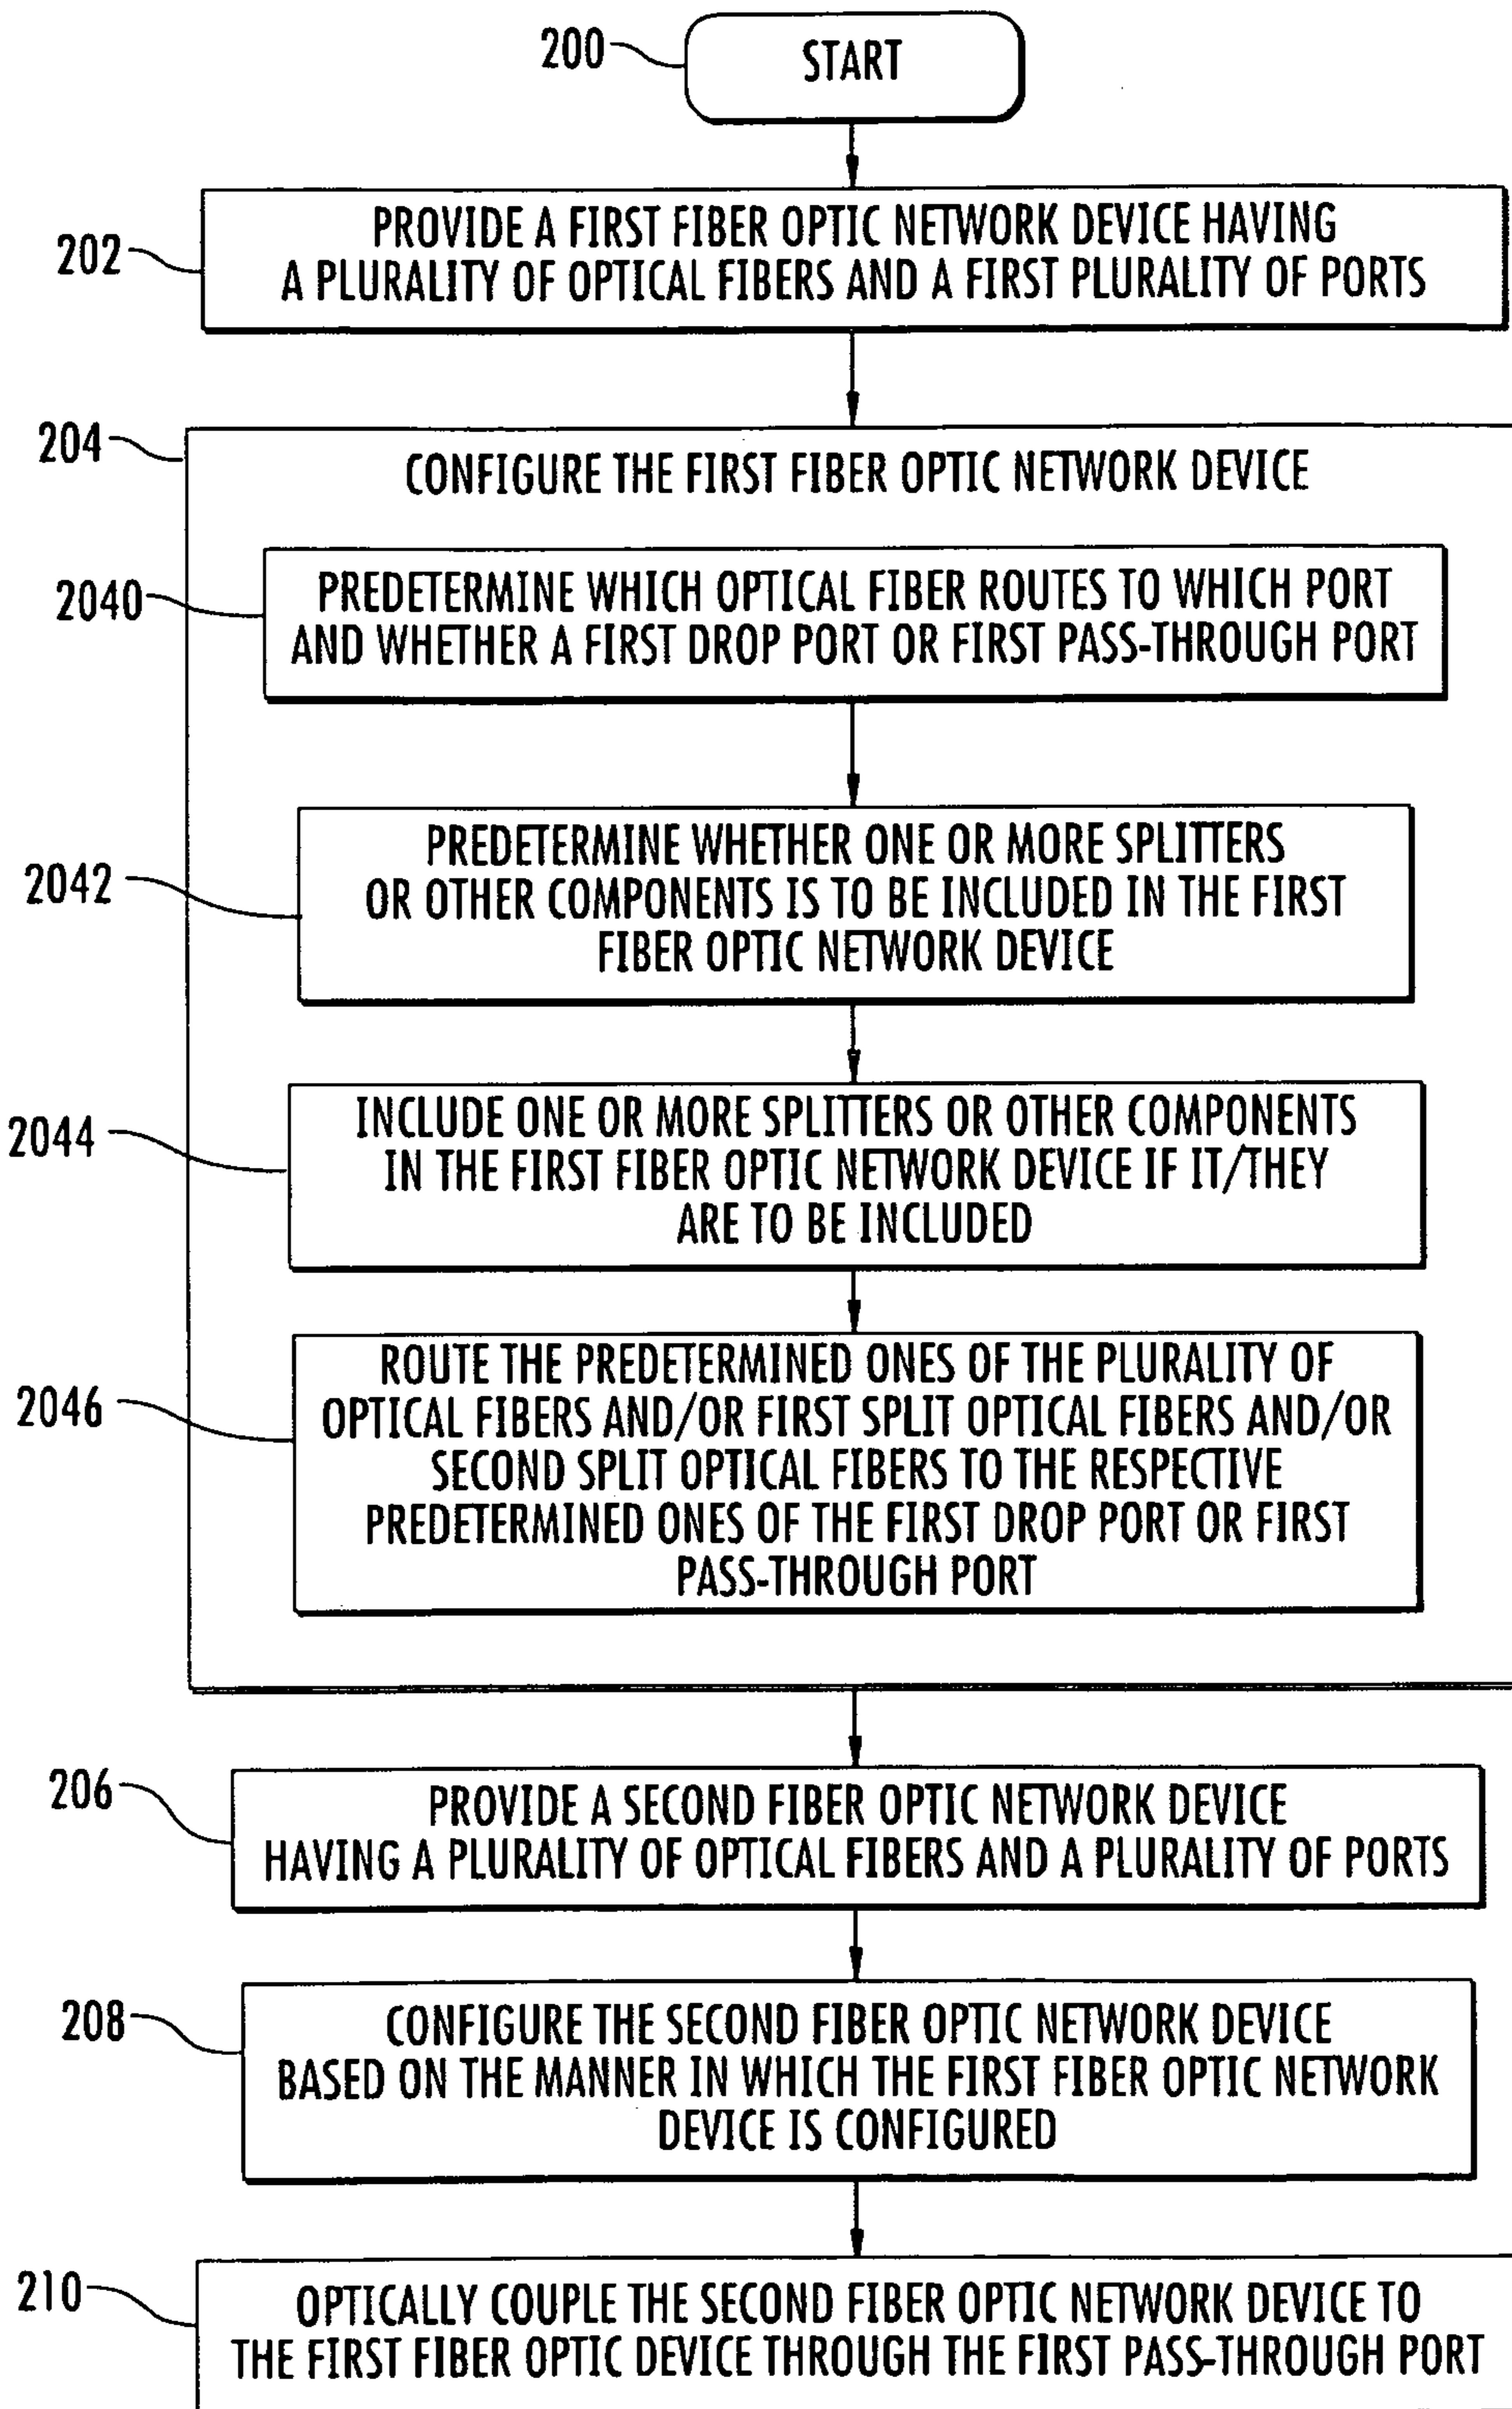 200
START
202
PROVIDE A FIRST FIBER OPTIC NETWORK DEVICE HAVING
A PLURALITY OF OPTICAL FIBERS AND A FIRST PLURALITY OF PORTS
204
CONFIGURE THE FIRST FIBER OPTIC NETWORK DEVICE
2040
PREDETERMINE WHICH OPTICAL FIBER ROUTES TO WHICH PORT
AND WHETHER A FIRST DROP PORT OR FIRST PASS-THROUGH PORT
2042
PREDETERMINE WHETHER ONE OR MORE SPLITTERS
OR OTHER COMPONENTS IS TO BE INCLUDED IN THE FIRST
FIBER OPTIC NETWORK DEVICE
2044
INCLUDE ONE OR MORE SPLITTERS OR OTHER COMPONENTS
IN THE FIRST FIBER OPTIC NETWORK DEVICE IF IT/THEY
ARE TO BE INCLUDED
2046
ROUTE THE PREDETERMINED ONES OF THE PLURALITY OF
OPTICAL FIBERS AND/OR FIRST SPLIT OPTICAL FIBERS AND/OR
SECOND SPLIT OPTICAL FIBERS TO THE RESPECTIVE
PREDETERMINED ONES OF THE FIRST DROP PORT OR FIRST
PASS-THROUGH PORT
206
PROVIDE A SECOND FIBER OPTIC NETWORK DEVICE
HAVING A PLURALITY OF OPTICAL FIBERS AND A PLURALITY OF PORTS
208
CONFIGURE THE SECOND FIBER OPTIC NETWORK DEVICE
BASED ON THE MANNER IN WHICH THE FIRST FIBER OPTIC NETWORK
DEVICE IS CONFIGURED
210
OPTICALLY COUPLE THE SECOND FIBER OPTIC NETWORK DEVICE TO
THE FIRST FIBER OPTIC DEVICE THROUGH THE FIRST PASS-THROUGH PORT